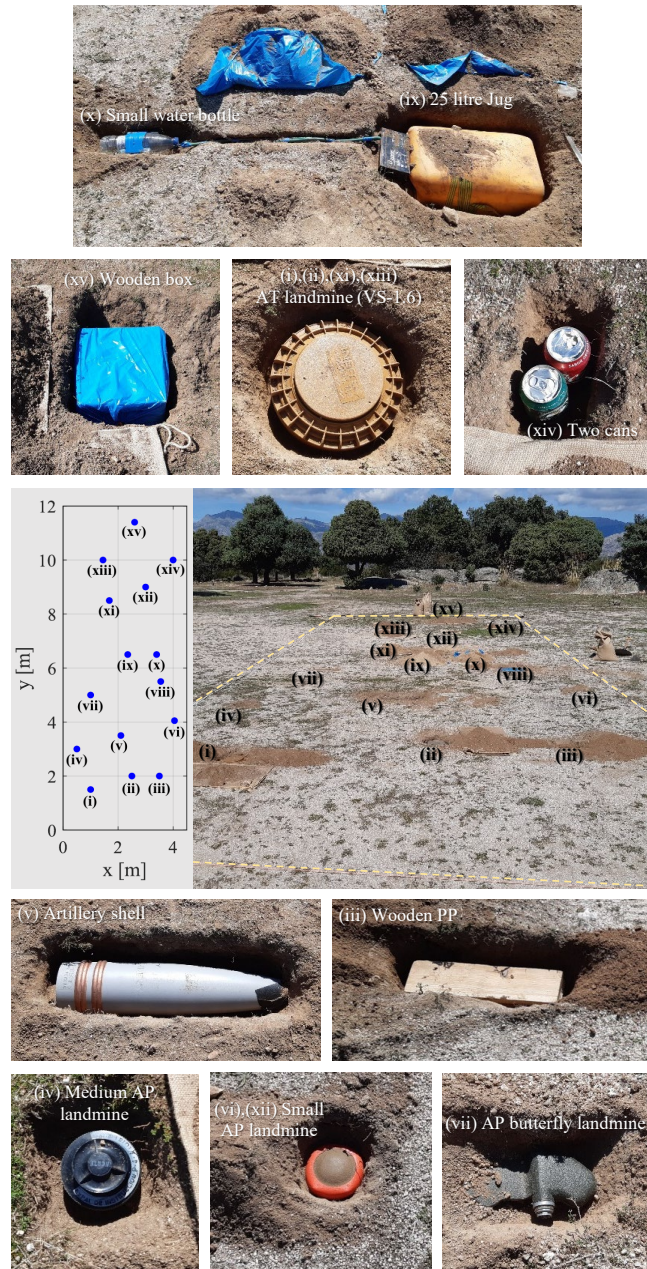 (x) Small water bottle
(ix) 25 litre Jug
(xv) Wooden box
(i),(ii),(xi),(xiii)
AT landmine (VS-1.6)
(xiv) Two cans
12
10
8
6
4
2
0
0
2
4
y [m]
x [m]
(xv)
(xiii)
(xiv)
(xii)
(xi)
(ix)
(x)
(viii)
(vii)
(vi)
(v)
(iv)
(i)
(ii)
(iii)
(xv)
(xiii)
(xii)
(xiv)
(xi)
(ix)
(x)
(viii)
(vii)
(vi)
(iv)
(v)
(i)
(ii)
(iii)
(v) Artillery shell
(iii) Wooden PP
(iv) Medium AP
landmine
(vi),(xii) Small
AP landmine
(vii) AP butterfly landmine